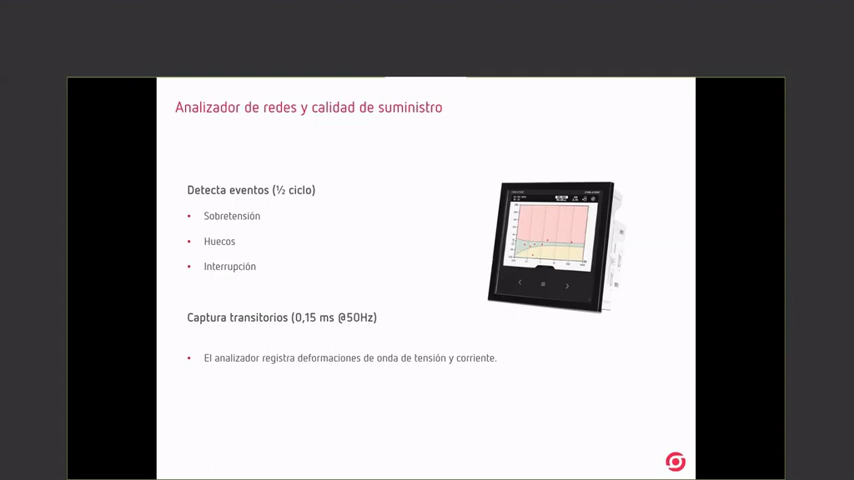 Analizador de redes y calidad de suministro
Detecta eventos (½ ciclo)
• Sobretensión
• Huecos
• Interrupción
Captura transitorios (0,15 ms @50Hz)
• El analizador registra deformaciones de onda de tensión y corriente.